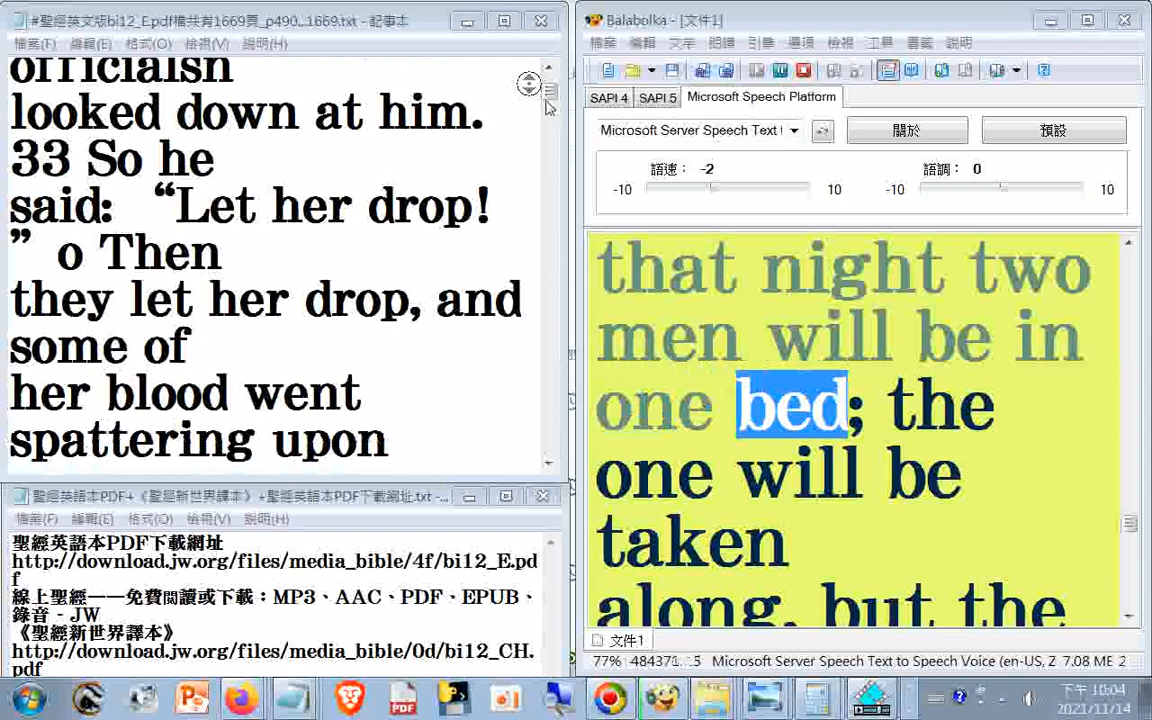 #聖經英文版bi12_E.pdf檔共有1669頁_p490...1669.txt - 記事本
檔案(F) 編輯(E) 格式(O) 檢視(V) 說明(H)
officialsn
looked down at him.
33 So he
said: “Let her drop!
” o Then
they let her drop, and
some of
her blood went
spattering upon
聖經英語本PDF+《聖經新世界譯本》+聖經英語本PDF下載網址.txt - ...
檔案(F) 編輯(E) 格式(O) 檢視(V) 說明(H)
聖經英語本PDF下載網址
http://download.jw.org/files/media_bible/4f/bi12_E.pd
f
線上聖經——免費閱讀或下載：MP3、AAC、PDF、EPUB、
錄音 - JW
《聖經新世界譯本》
http://download.jw.org/files/media_bible/0d/bi12_CH.
pdf
Balabolka - [文件1]
檔案 編輯 文字 朗讀 引擎 選項 檢視 工具 書籤 說明
SAPI 4 SAPI 5 Microsoft Speech Platform
Microsoft Server Speech Text 關於 預設
語速： -2 語調： 0
-10 10 -10 10
that night two
men will be in
one bed; the
one will be
taken
along, but the
文件1
77% Microsoft Server Speech Text to Speech Voice (en-US, Z 7.08 ME 2
下午 10:04
2021/11/14